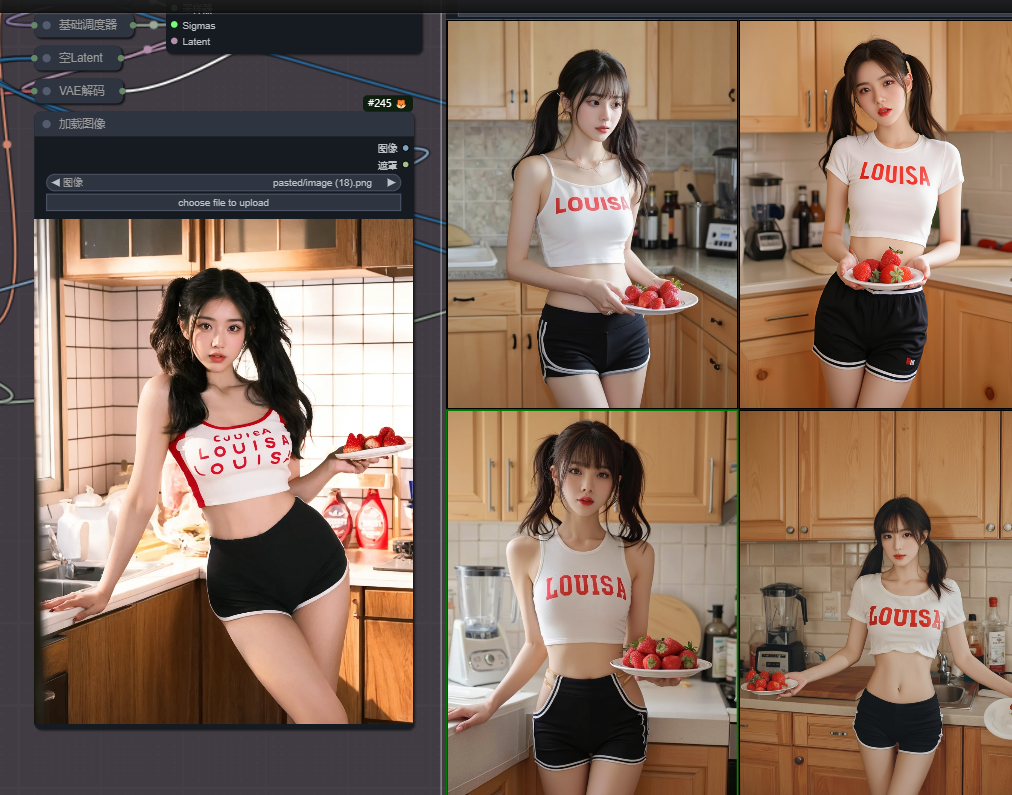 基础调度器
Sigmas
空Latent
Latent
VAE解码
#245
加载图像
图像
遮罩
图像
pasted/image (18).png
choose file to upload
LOUISA
LOUISA
LOUISA
LOUISA
LOUISA
LOUISA
LOUISA